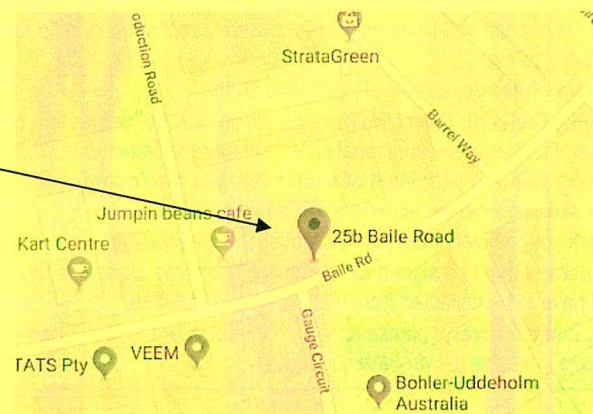 oduction Road
StrataGreen
Barrel Way
Jumpin beans cafe
25b Baile Road
Kart Centre
Baile Rd
Gauge Circuit
TATS Pty
VEEM
Bohler-Uddeholm
Australia